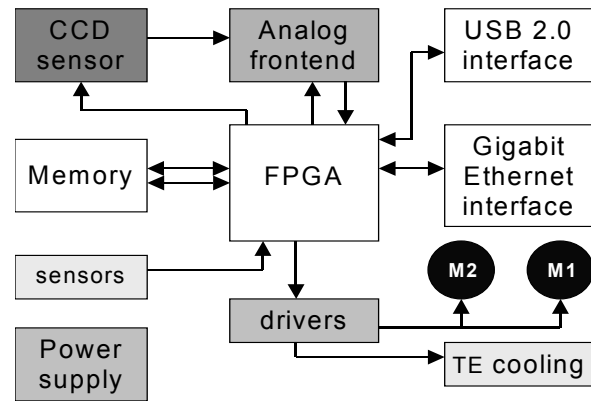 CCD
sensor
Analog
frontend
USB 2.0
interface
Memory
FPGA
Gigabit
Ethernet
interface
sensors
M2
M1
drivers
Power
supply
TE cooling